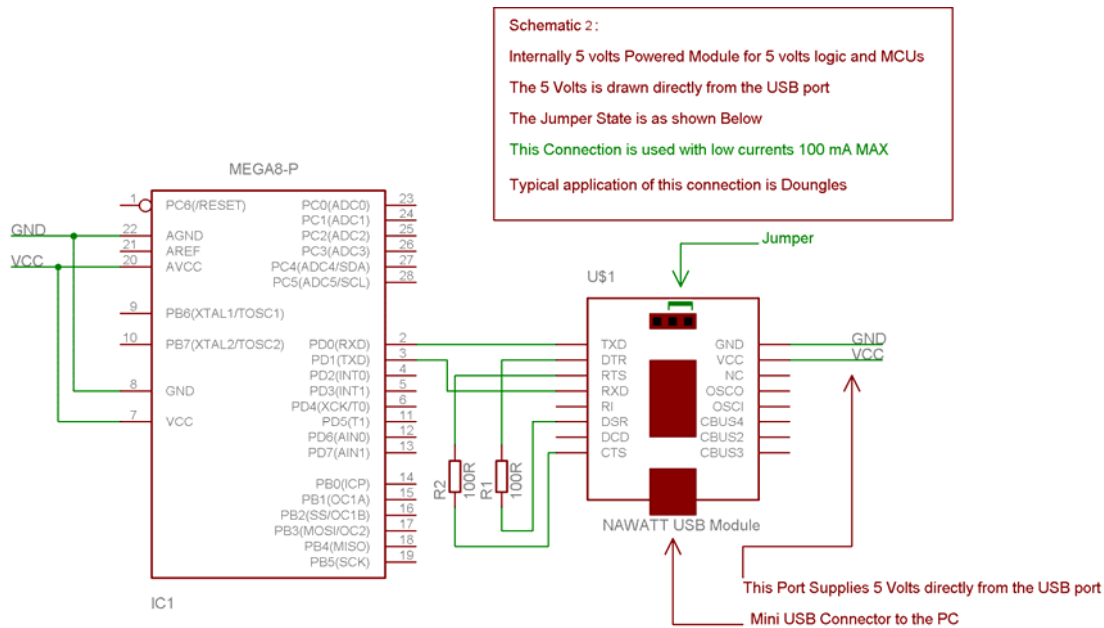 Schematic 2:
Internally 5 volts Powered Module for 5 volts logic and MCUs
The 5 Volts is drawn directly from the USB port
The Jumper State is as shown Below
This Connection is used with low currents 100 mA MAX
Typical application of this connection is Doungles
Jumper
MEGA8-P
GND
VCC
1 PC6(/RESET)
22 AGND
21 AREF
20 AVCC
9 PB6(XTAL1/TOSC1)
10 PB7(XTAL2/TOSC2)
8 GND
7 VCC
PC0(ADC0) 23
PC1(ADC1) 24
PC2(ADC2) 25
PC3(ADC3) 26
PC4(ADC4/SDA) 27
PC5(ADC5/SCL) 28
PD0(RXD) 2
PD1(TXD) 3
PD2(INT0) 4
PD3(INT1) 5
PD4(XCK/T0) 6
PD5(T1) 11
PD6(AIN0) 12
PD7(AIN1) 13
PB0(ICP) 14
PB1(OC1A) 15
PB2(SS/OC1B) 16
PB3(MOSI/OC2) 17
PB4(MISO) 18
PB5(SCK) 19
IC1
R2
100R
R1
100R
U$1
TXD
DTR
RTS
RXD
RI
DSR
DCD
CTS
GND
VCC
NC
OSCO
OSCI
CBUS4
CBUS2
CBUS3
GND
VCC
NAWATT USB Module
This Port Supplies 5 Volts directly from the USB port
Mini USB Connector to the PC